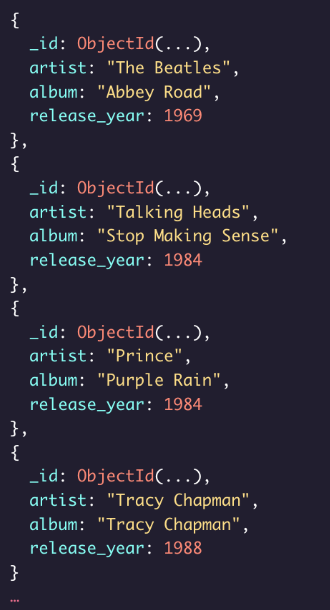 {
_id: ObjectId(...),
artist: "The Beatles",
album: "Abbey Road",
release_year: 1969
},
{
_id: ObjectId(...),
artist: "Talking Heads",
album: "Stop Making Sense",
release_year: 1984
},
{
_id: ObjectId(...),
artist: "Prince",
album: "Purple Rain",
release_year: 1984
},
{
_id: ObjectId(...),
artist: "Tracy Chapman",
album: "Tracy Chapman",
release_year: 1988
}
…